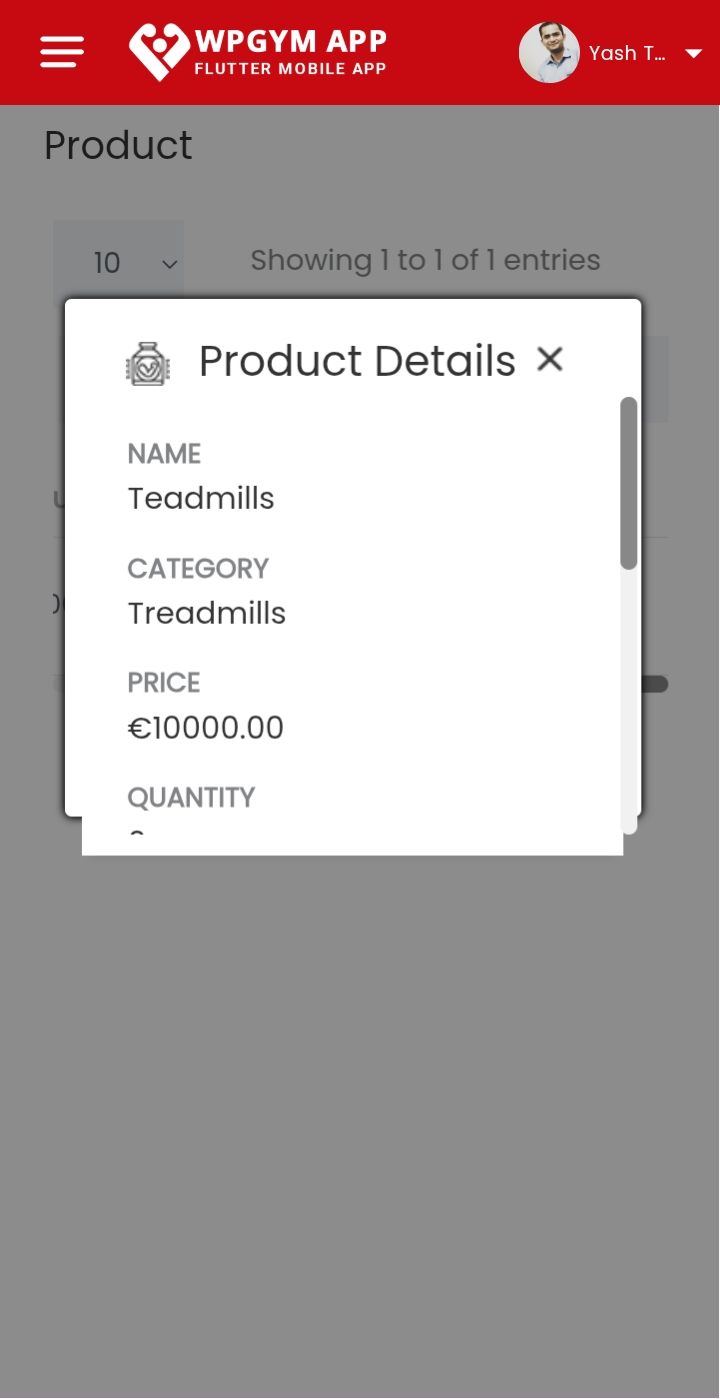 WPGYM APP
FLUTTER MOBILE APP
Yash T...
Product
10
Showing 1 to 1 of 1 entries
Product Details
NAME
Teadmills
CATEGORY
Treadmills
PRICE
€10000.00
QUANTITY